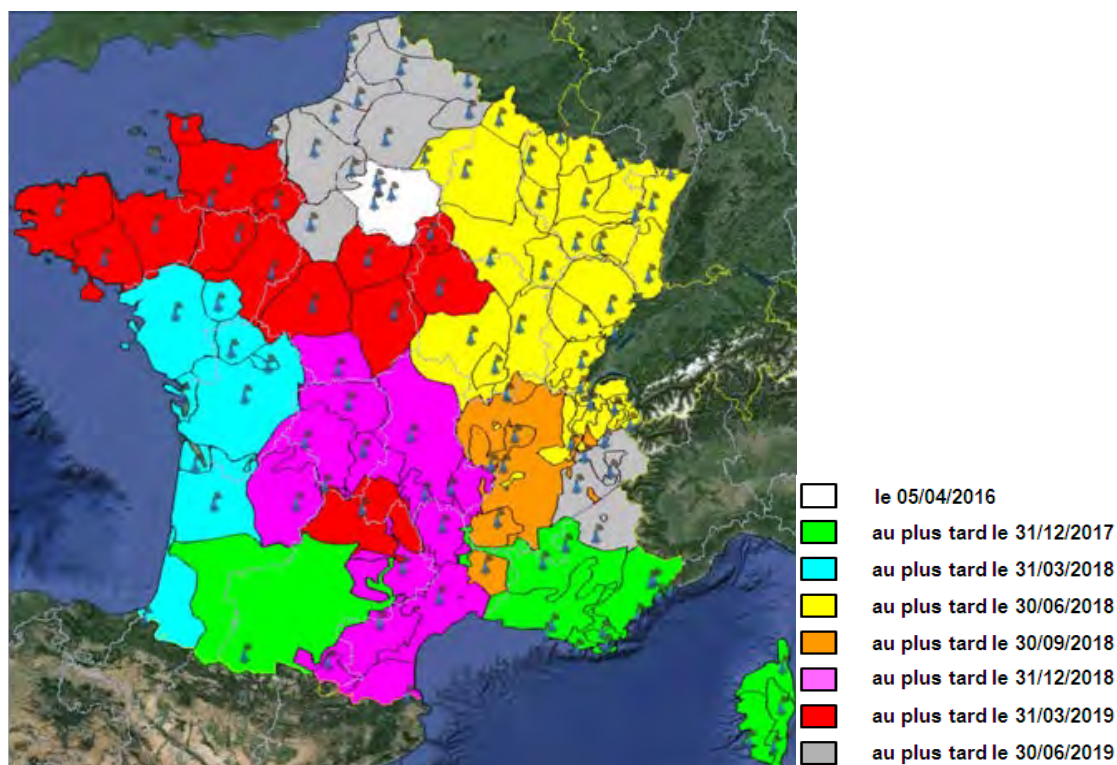 le 05/04/2016
au plus tard le 31/12/2017
au plus tard le 31/03/2018
au plus tard le 30/06/2018
au plus tard le 30/09/2018
au plus tard le 31/12/2018
au plus tard le 31/03/2019
au plus tard le 30/06/2019